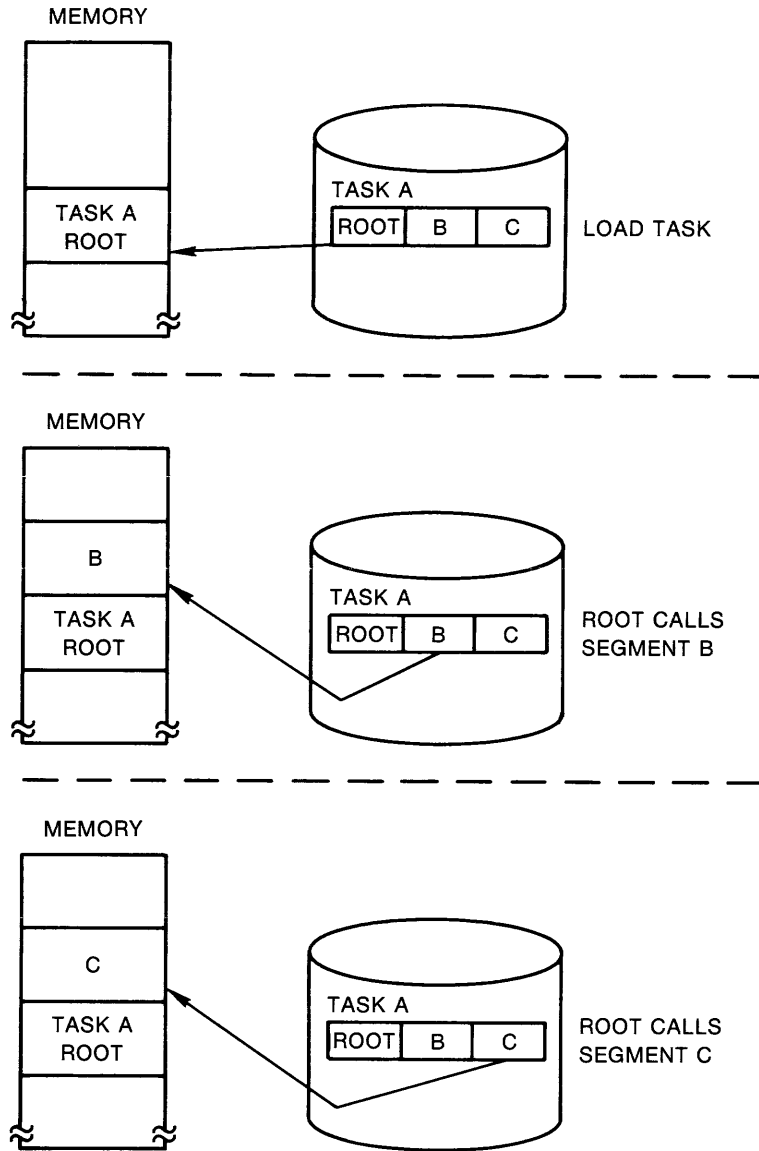 MEMORY
TASK A
ROOT
TASK A
ROOT B C
LOAD TASK
MEMORY
B
TASK A
ROOT
TASK A
ROOT B C
ROOT CALLS
SEGMENT B
MEMORY
C
TASK A
ROOT
TASK A
ROOT B C
ROOT CALLS
SEGMENT C